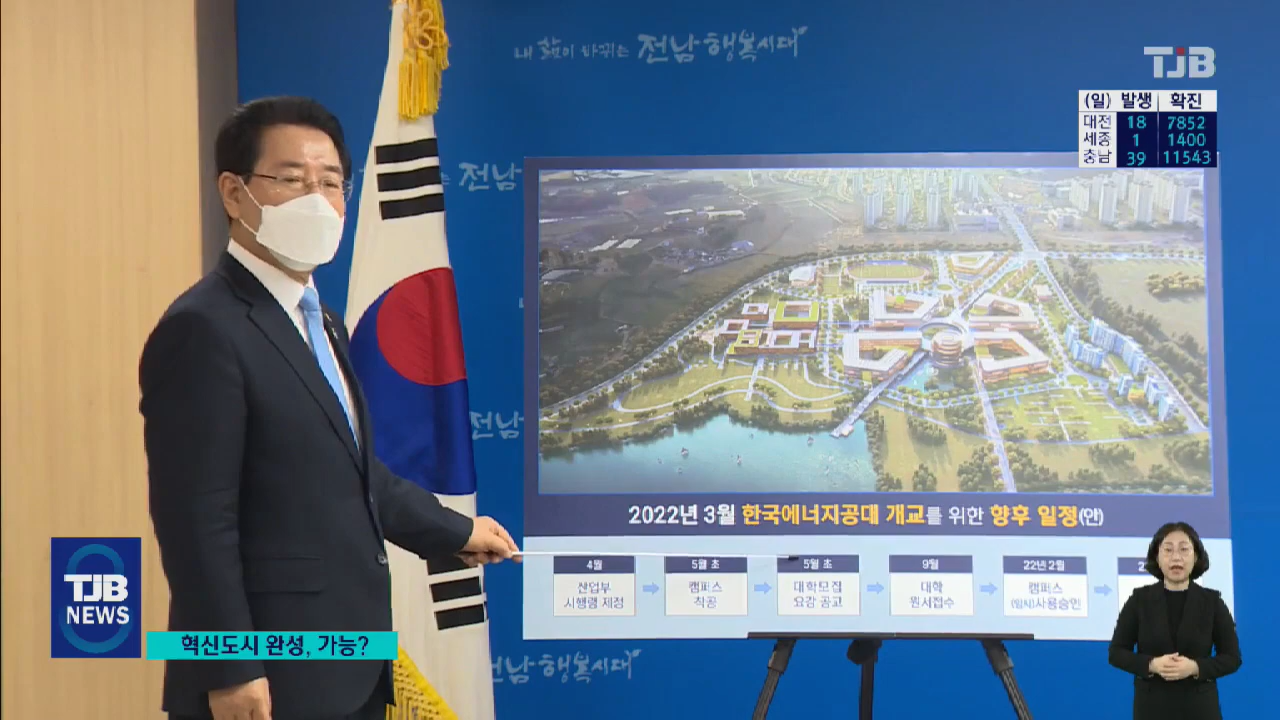 내 삶이 바뀌는 전남 행복시대
TJB
(일) 발생 확진
대전 18 7852
세종 1 1400
충남 39 11543
전남
전남
2022년 3월 한국에너지공대 개교를 위한 향후 일정(안)
4월
산업부
시행령 제정
5월 초
캠퍼스
착공
5월 초
대학모집
요강 공고
9월
대학
원서접수
22년 2월
캠퍼스
(임시)사용승인
TJB
NEWS
혁신도시 완성, 가능?
전남 행복시대